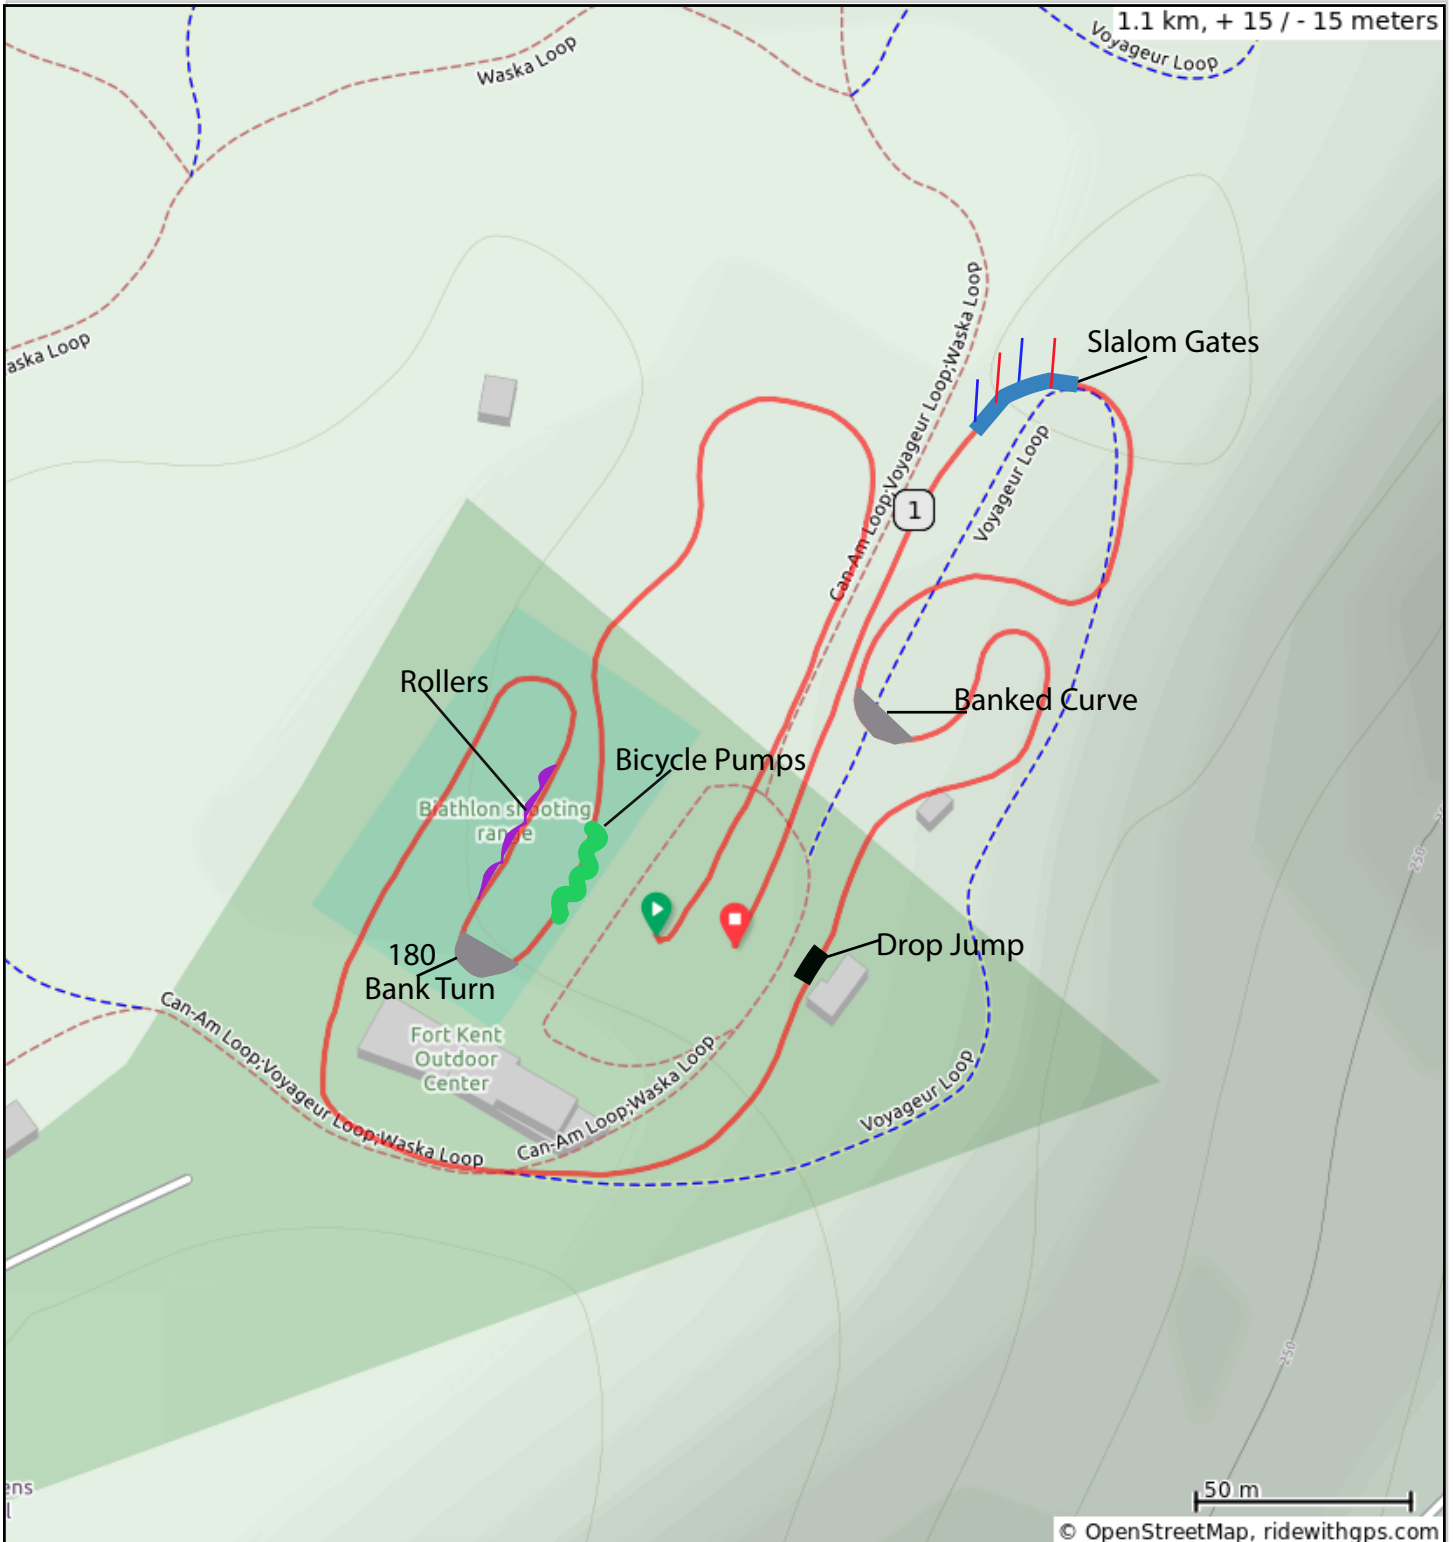 1.1 km, + 15 / - 15 meters
Voyageur Loop
Waska Loop
aska Loop
Can-Am Loop;Voyageur Loop;Waska Loop
Slalom Gates
Voyageur Loop
1
Rollers
Banked Curve
Bicycle Pumps
Biathlon shooting
range
180
Bank Turn
Drop Jump
Can-Am Loop;Voyageur Loop;Waska Loop
Fort Kent
Outdoor
Center
Can-Am Loop;Waska Loop
Voyageur Loop
250
250
ens
l
50 m
© OpenStreetMap, ridewithgps.com